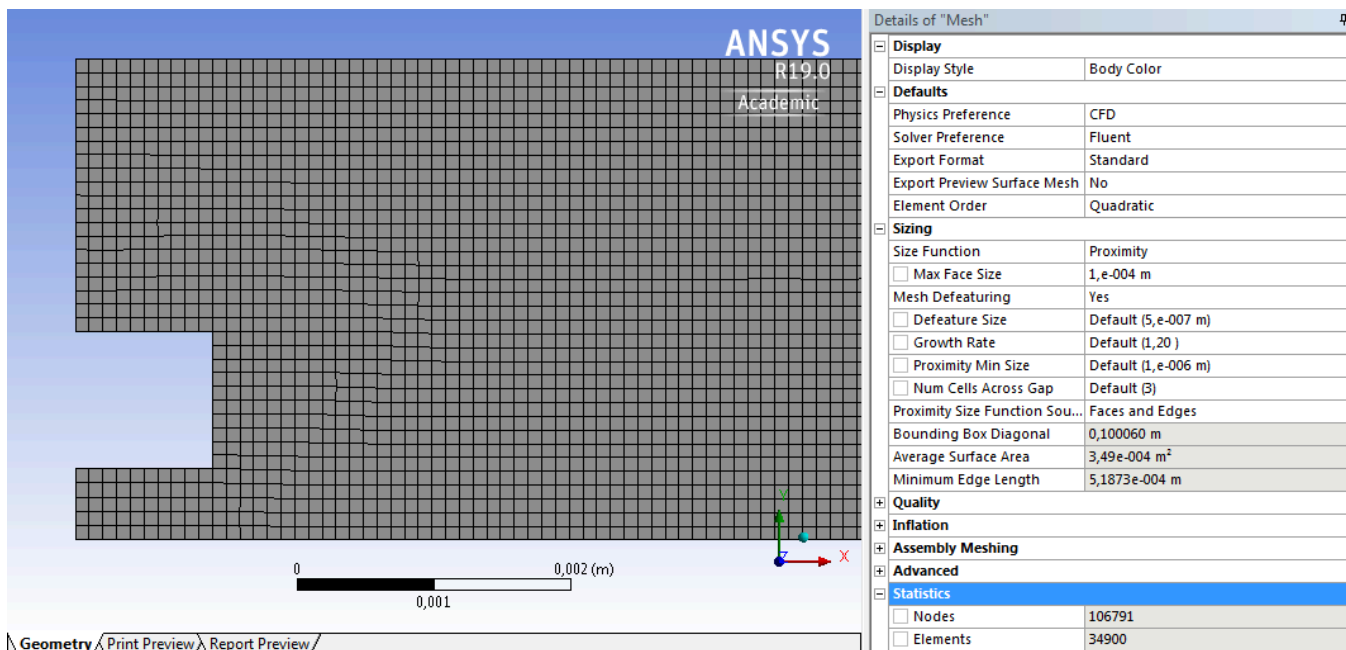 ANSYS
R19.0
Academic
Y
X
Z
0
0,002 (m)
0,001
Geometry Print Preview Report Preview
Details of "Mesh"
Display
Display Style Body Color
Defaults
Physics Preference CFD
Solver Preference Fluent
Export Format Standard
Export Preview Surface Mesh No
Element Order Quadratic
Sizing
Size Function Proximity
Max Face Size 1,e-004 m
Mesh Defeaturing Yes
Defeature Size Default (5,e-007 m)
Growth Rate Default (1,20 )
Proximity Min Size Default (1,e-006 m)
Num Cells Across Gap Default (3)
Proximity Size Function Sou... Faces and Edges
Bounding Box Diagonal 0,100060 m
Average Surface Area 3,49e-004 m²
Minimum Edge Length 5,1873e-004 m
Quality
Inflation
Assembly Meshing
Advanced
Statistics
Nodes 106791
Elements 34900